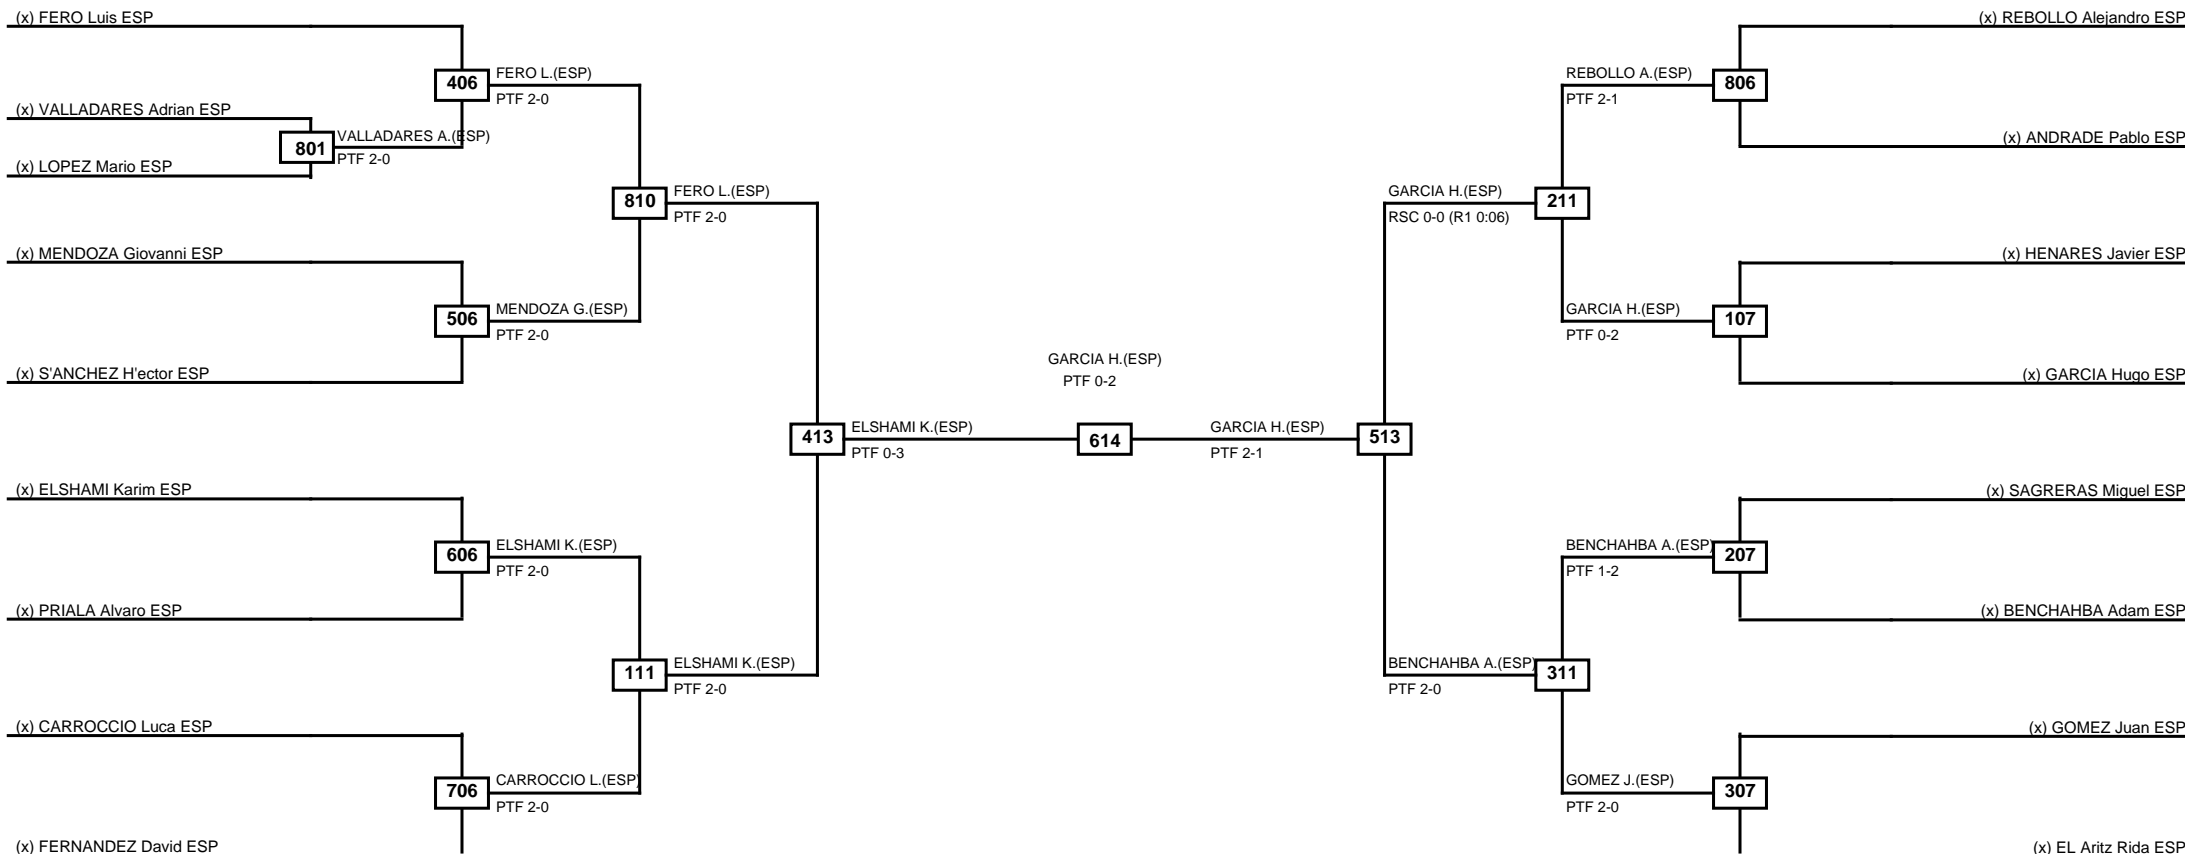 (x) FERO Luis ESP
(x) REBOLLO Alejandro ESP
406
FERO L.(ESP)
PTF 2-0
REBOLLO A.(ESP)
PTF 2-1
806
(x) VALLADARES Adrian ESP
801
VALLADARES A.(ESP)
PTF 2-0
(x) LOPEZ Mario ESP
(x) ANDRADE Pablo ESP
810
FERO L.(ESP)
PTF 2-0
GARCIA H.(ESP)
RSC 0-0 (R1 0:06)
211
(x) MENDOZA Giovanni ESP
(x) HENARES Javier ESP
506
MENDOZA G.(ESP)
PTF 2-0
GARCIA H.(ESP)
PTF 0-2
107
(x) S'ANCHEZ H'ector ESP
(x) GARCIA Hugo ESP
GARCIA H.(ESP)
PTF 0-2
413
ELSHAMI K.(ESP)
PTF 0-3
614
GARCIA H.(ESP)
PTF 2-1
513
(x) ELSHAMI Karim ESP
(x) SAGRERAS Miguel ESP
606
ELSHAMI K.(ESP)
PTF 2-0
BENCHAHBA A.(ESP)
PTF 1-2
207
(x) PRIALA Alvaro ESP
(x) BENCHAHBA Adam ESP
111
ELSHAMI K.(ESP)
PTF 2-0
BENCHAHBA A.(ESP)
PTF 2-0
311
(x) CARROCCIO Luca ESP
(x) GOMEZ Juan ESP
706
CARROCCIO L.(ESP)
PTF 2-0
GOMEZ J.(ESP)
PTF 2-0
307
(x) FERNANDEZ David ESP
(x) EL Aritz Rida ESP